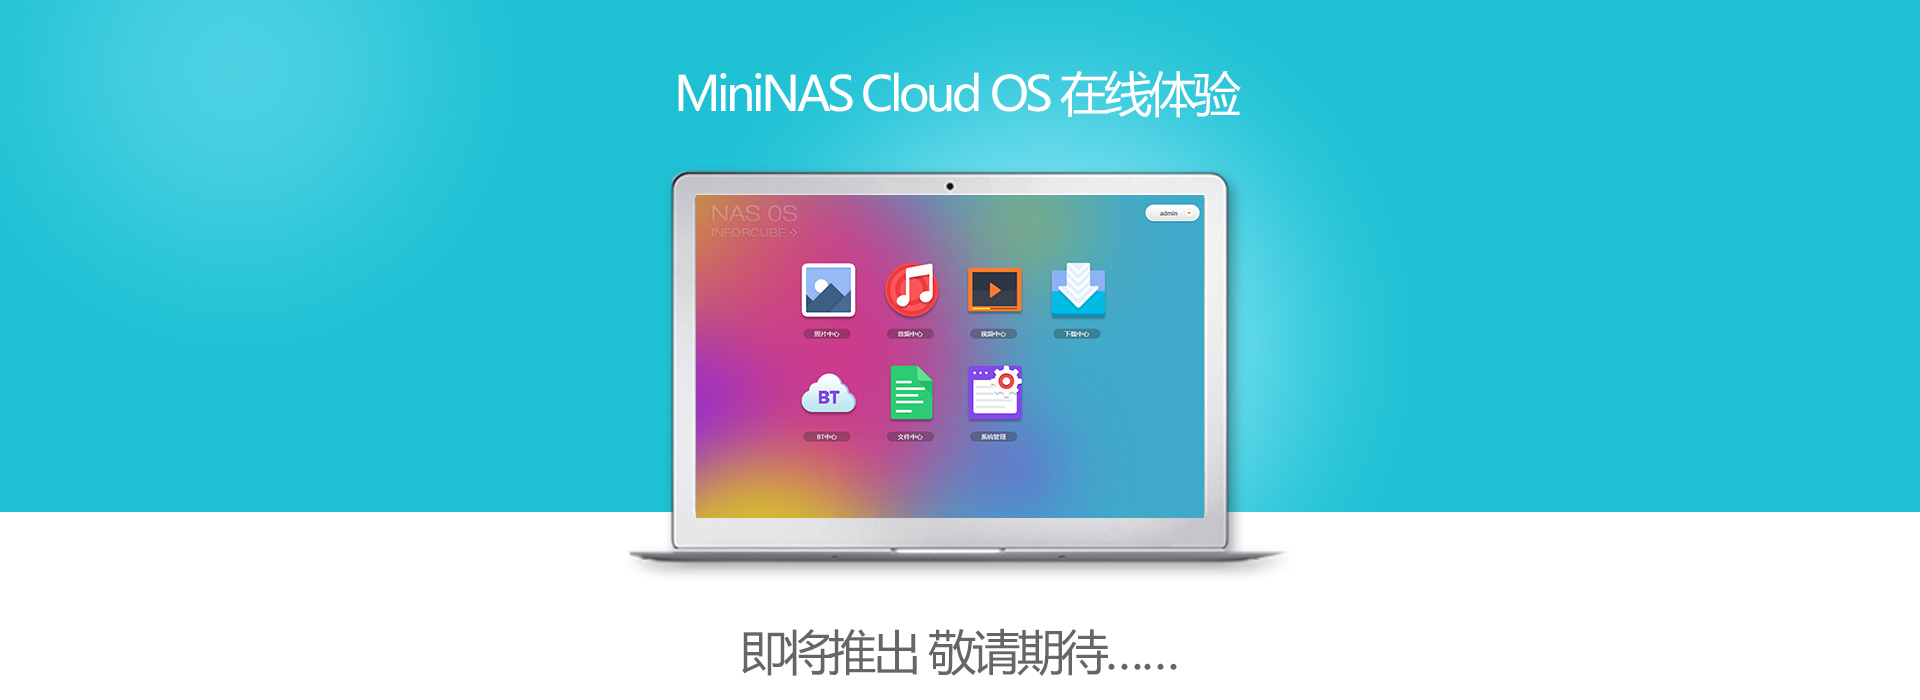 MiniNAS Cloud OS 在线体验
NAS OS
INFORCUBE ->
admin
照片中心
音频中心
视频中心
下载中心
BT
BT中心
文件中心
系统管理
即将推出 敬请期待……